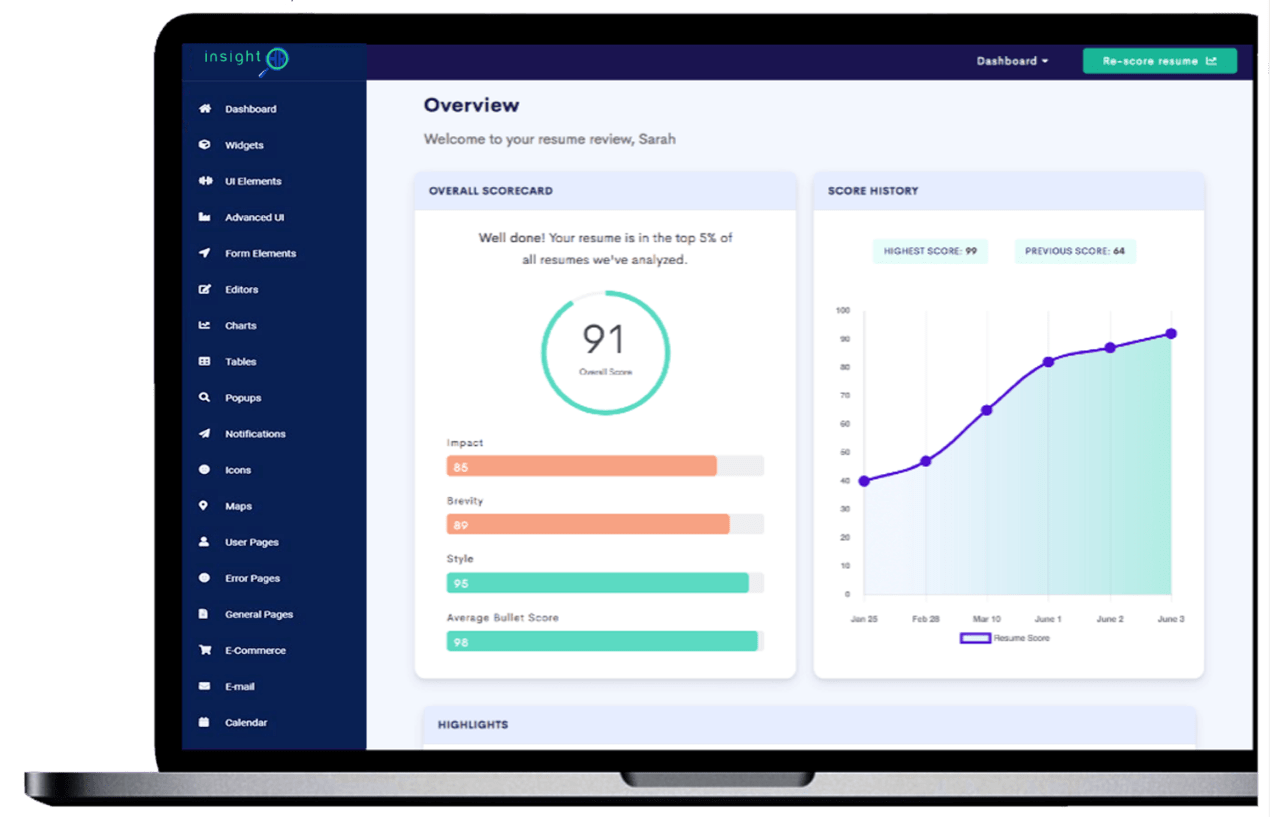 insight
Dashboard
Re-score resume
Dashboard
Widgets
UI Elements
Advanced UI
Form Elements
Editors
Charts
Tables
Popups
Notifications
Icons
Maps
User Pages
Error Pages
General Pages
E-Commerce
E-mail
Calendar
Overview
Welcome to your resume review, Sarah
OVERALL SCORECARD
Well done! Your resume is in the top 5% of
all resumes we've analyzed.
91
Overall Score
Impact
85
Brevity
89
Style
95
Average Bullet Score
98
SCORE HISTORY
HIGHEST SCORE: 99
PREVIOUS SCORE: 64
100
90
80
70
60
50
40
30
20
10
0
Jan 25 Feb 28 Mar 10 June 1 June 2 June 3
Resume Score
HIGHLIGHTS